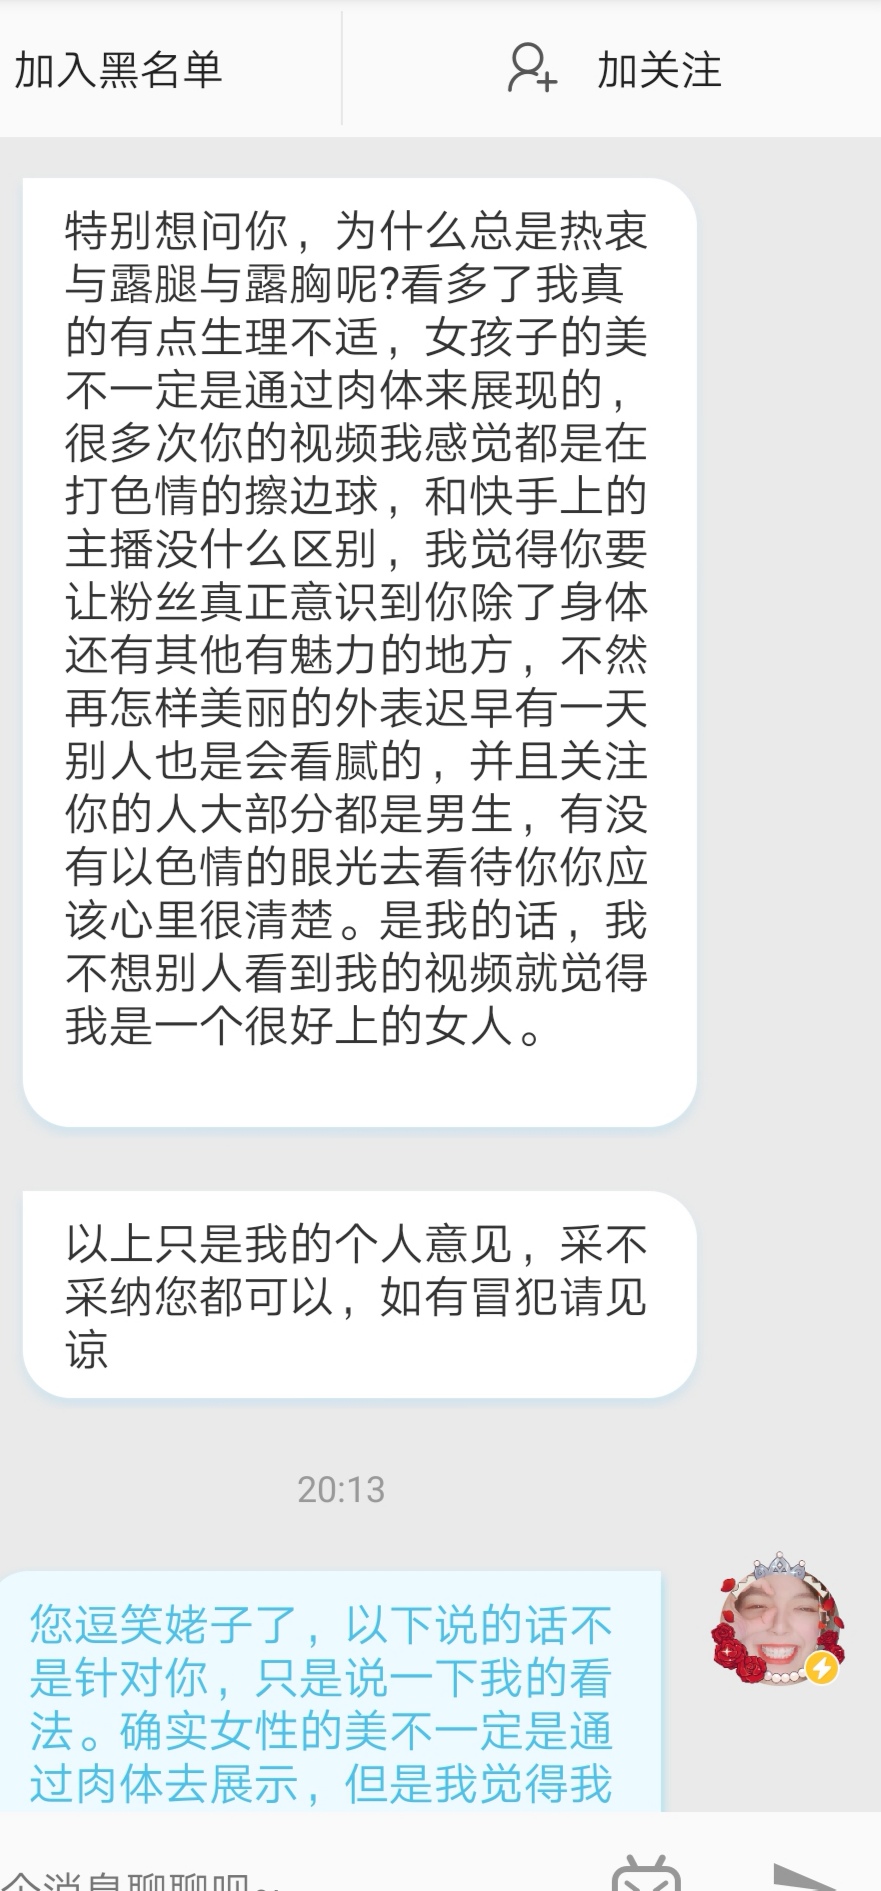 加入黑名单
加关注
特别想问你，为什么总是热衷
与露腿与露胸呢?看多了我真
的有点生理不适，女孩子的美
不一定是通过肉体来展现的，
很多次你的视频我感觉都是在
打色情的擦边球，和快手上的
主播没什么区别，我觉得你要
让粉丝真正意识到你除了身体
还有其他有魅力的地方，不然
再怎样美丽的外表迟早有一天
别人也是会看腻的，并且关注
你的人大部分都是男生，有没
有以色情的眼光去看待你你应
该心里很清楚。是我的话，我
不想别人看到我的视频就觉得
我是一个很好上的女人。
以上只是我的个人意见，采不
采纳您都可以，如有冒犯请见
谅
20:13
您逗笑姥子了，以下说的话不
是针对你，只是说一下我的看
法。确实女性的美不一定是通
过肉体去展示，但是我觉得我
个消息聊聊吧~